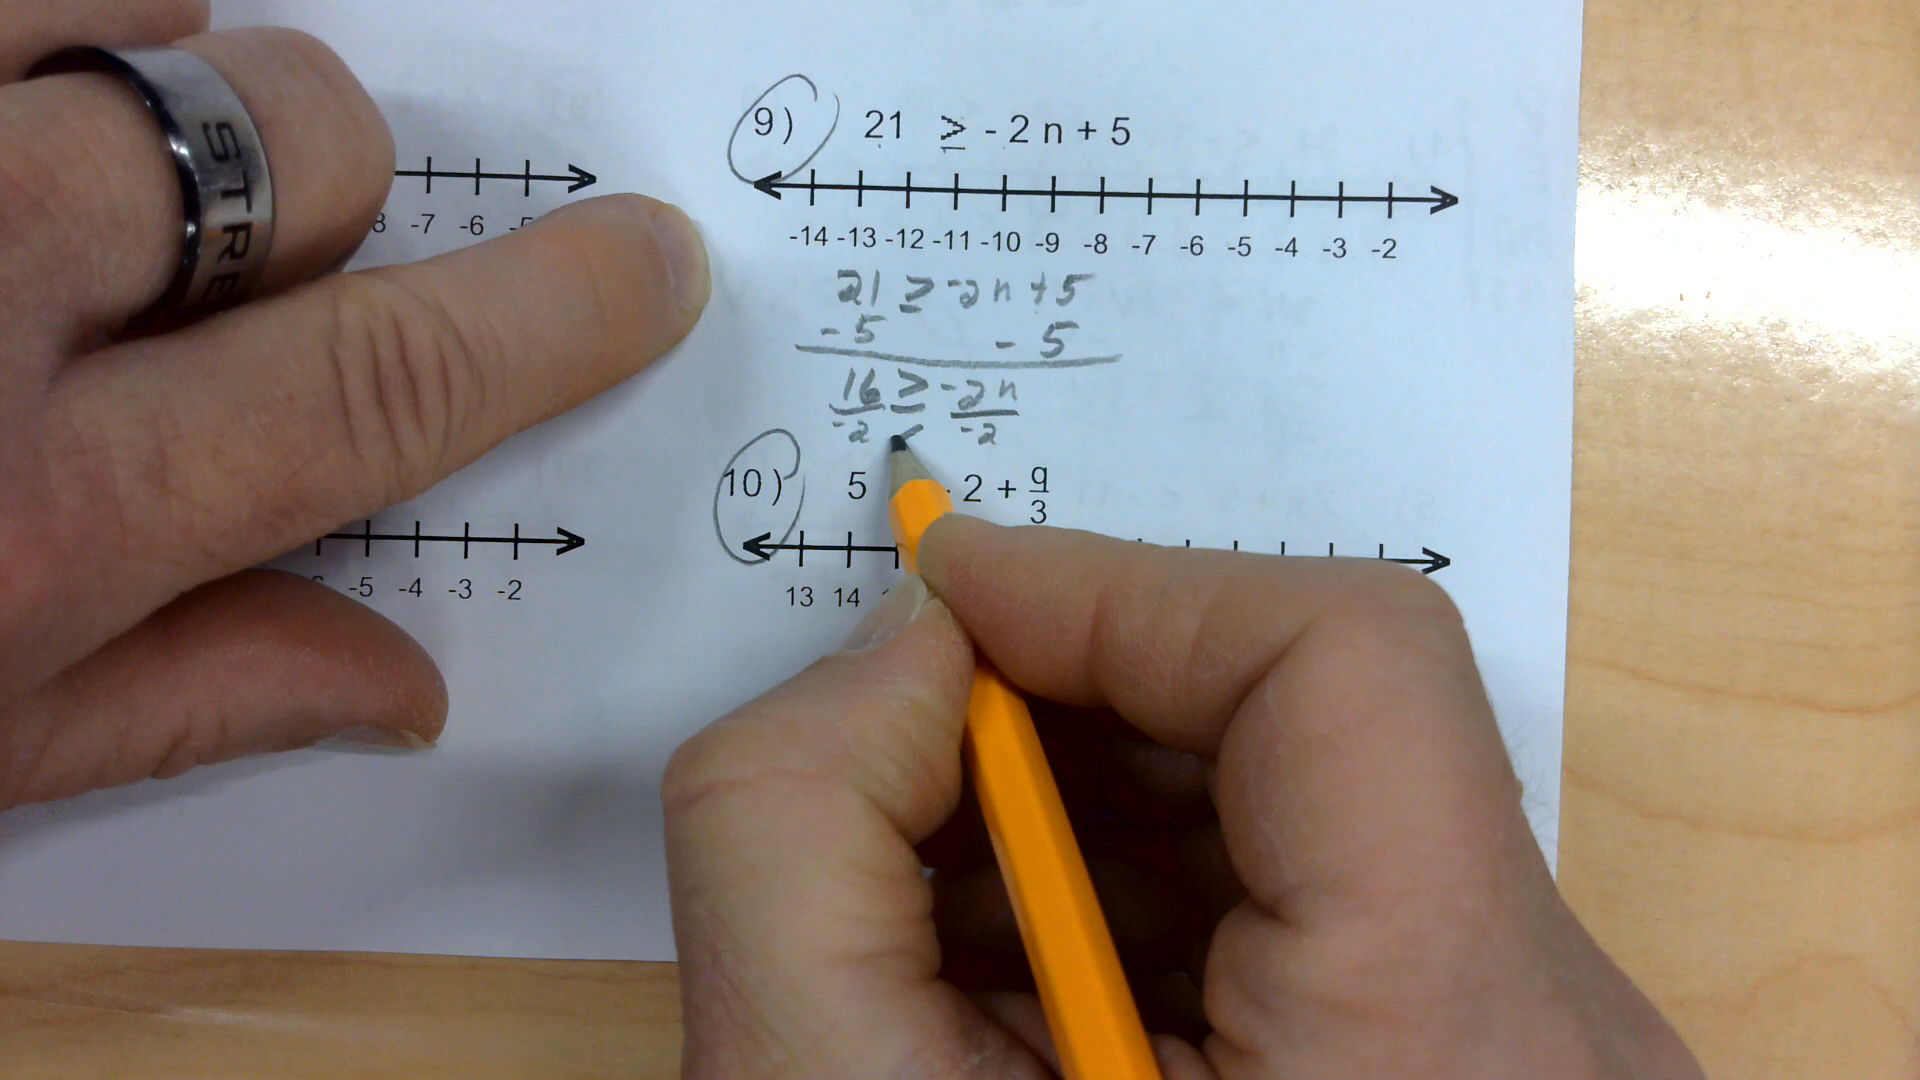 STRE
8 -7 -6
9) 21 ≥ - 2 n + 5
-14 -13 -12 -11 -10 -9 -8 -7 -6 -5 -4 -3 -2
21 ≥ -2n +5
-5 - 5
16 ≥ -2n
-2 < -2
10) 5 2 + q/3
-5 -4 -3 -2
13 14